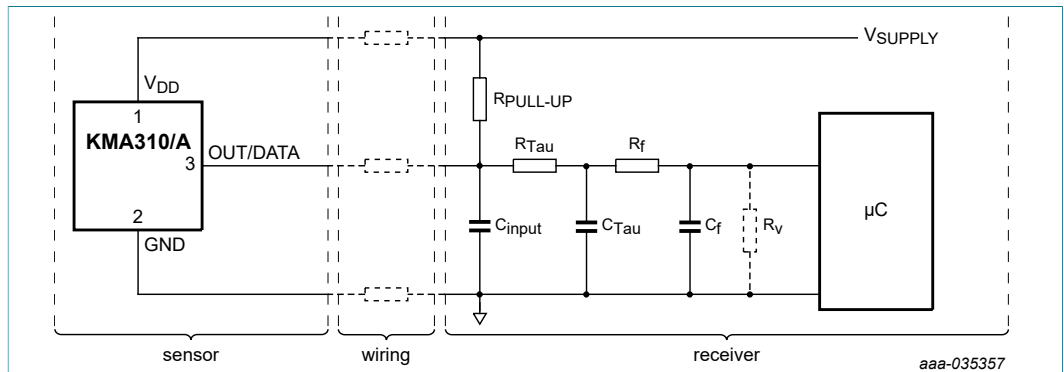 VSUPPLY
VDD
1
KMA310/A
3
OUT/DATA
2
GND
RPULL-UP
RTau
Rf
Cinput
CTau
Cf
Rv
µC
sensor
wiring
receiver
aaa-035357